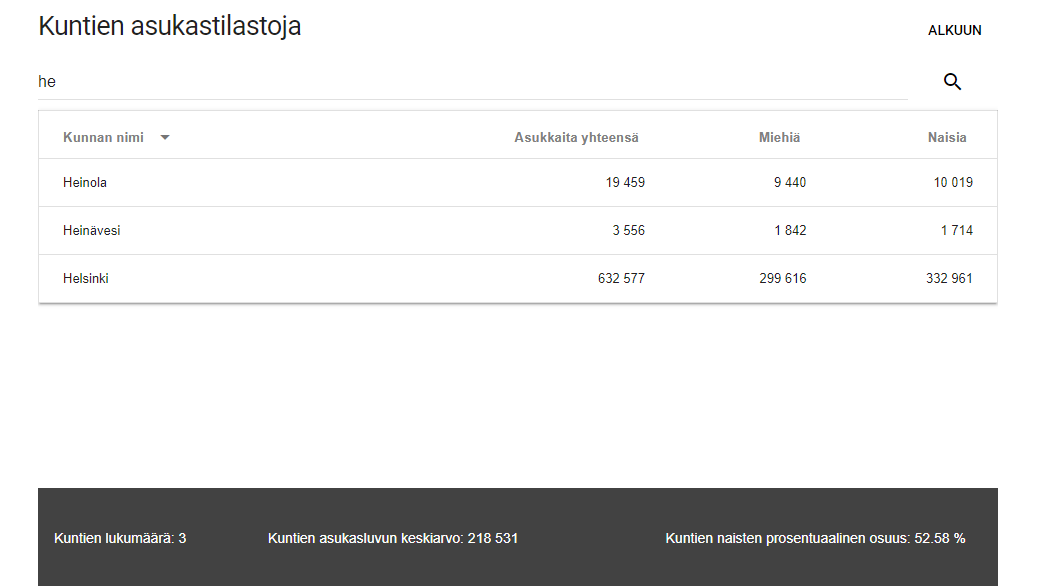 Kuntien asukastilastoja ALKUUN
he
Kunnan nimi Asukkaita yhteensä Miehiä Naisia
Heinola 19 459 9 440 10 019
Heinävesi 3 556 1 842 1 714
Helsinki 632 577 299 616 332 961
Kuntien lukumäärä: 3 Kuntien asukasluvun keskiarvo: 218 531 Kuntien naisten prosentuaalinen osuus: 52.58 %